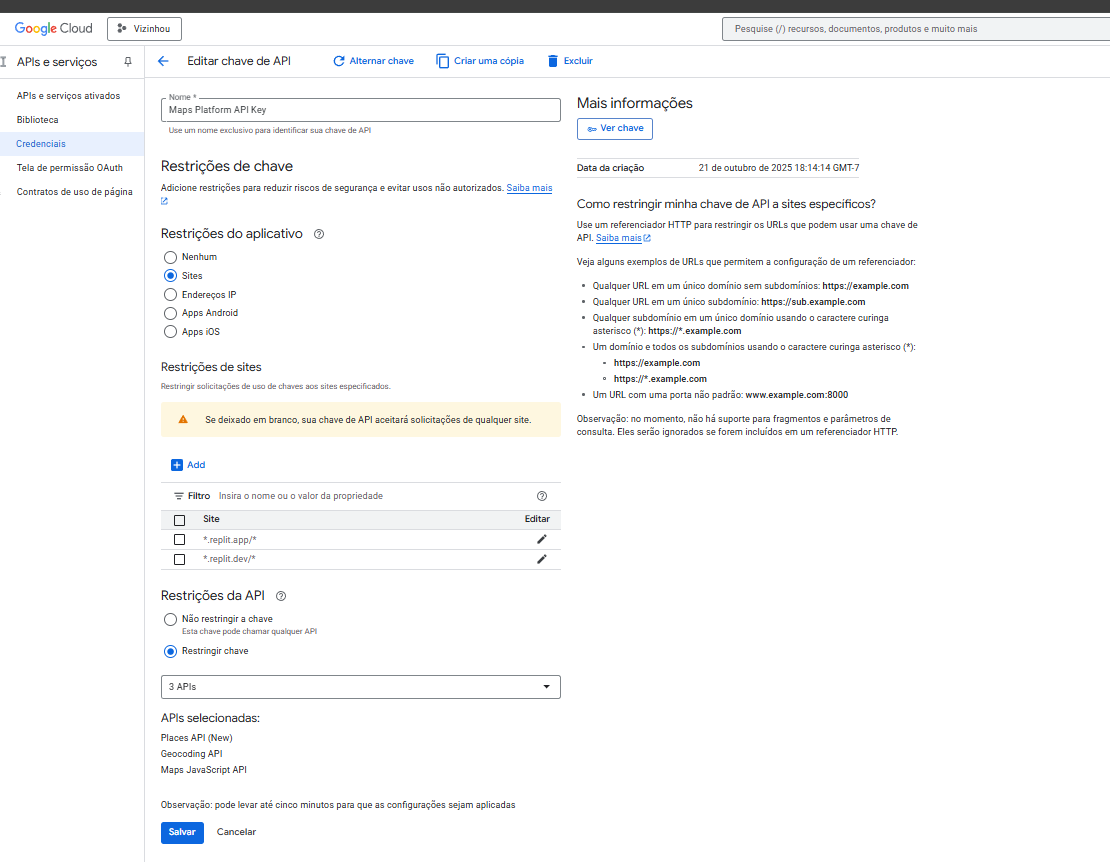 Google Cloud
Vizinhou
Pesquise (/) recursos, documentos, produtos e muito mais
APIs e serviços
Editar chave de API
Alternar chave
Criar uma cópia
Excluir
APIs e serviços ativados
Biblioteca
Credenciais
Tela de permissão OAuth
Contratos de uso de página
Nome *
Maps Platform API Key
Use um nome exclusivo para identificar sua chave de API
Restrições de chave
Adicione restrições para reduzir riscos de segurança e evitar usos não autorizados. Saiba mais
Restrições do aplicativo
Nenhum
Sites
Endereços IP
Apps Android
Apps iOS
Restrições de sites
Restringir solicitações de uso de chaves aos sites especificados.
Se deixado em branco, sua chave de API aceitará solicitações de qualquer site.
Add
Filtro Insira o nome ou o valor da propriedade
Site Editar
*.replit.app/*
*.replit.dev/*
Restrições da API
Não restringir a chave
Esta chave pode chamar qualquer API
Restringir chave
3 APIs
APIs selecionadas:
Places API (New)
Geocoding API
Maps JavaScript API
Observação: pode levar até cinco minutos para que as configurações sejam aplicadas
Salvar
Cancelar
Mais informações
Ver chave
Data da criação 21 de outubro de 2025 18:14:14 GMT-7
Como restringir minha chave de API a sites específicos?
Use um referenciador HTTP para restringir os URLs que podem usar uma chave de
API. Saiba mais
Veja alguns exemplos de URLs que permitem a configuração de um referenciador:
• Qualquer URL em um único domínio sem subdomínios: https://example.com
• Qualquer URL em um único subdomínio: https://sub.example.com
• Qualquer subdomínio em um único domínio usando o caractere curinga
asterisco (*): https://*.example.com
• Um domínio e todos os subdomínios usando o caractere curinga asterisco (*):
◦ https://example.com
◦ https://*.example.com
• Um URL com uma porta não padrão: www.example.com:8000
Observação: no momento, não há suporte para fragmentos e parâmetros de
consulta. Eles serão ignorados se forem incluídos em um referenciador HTTP.